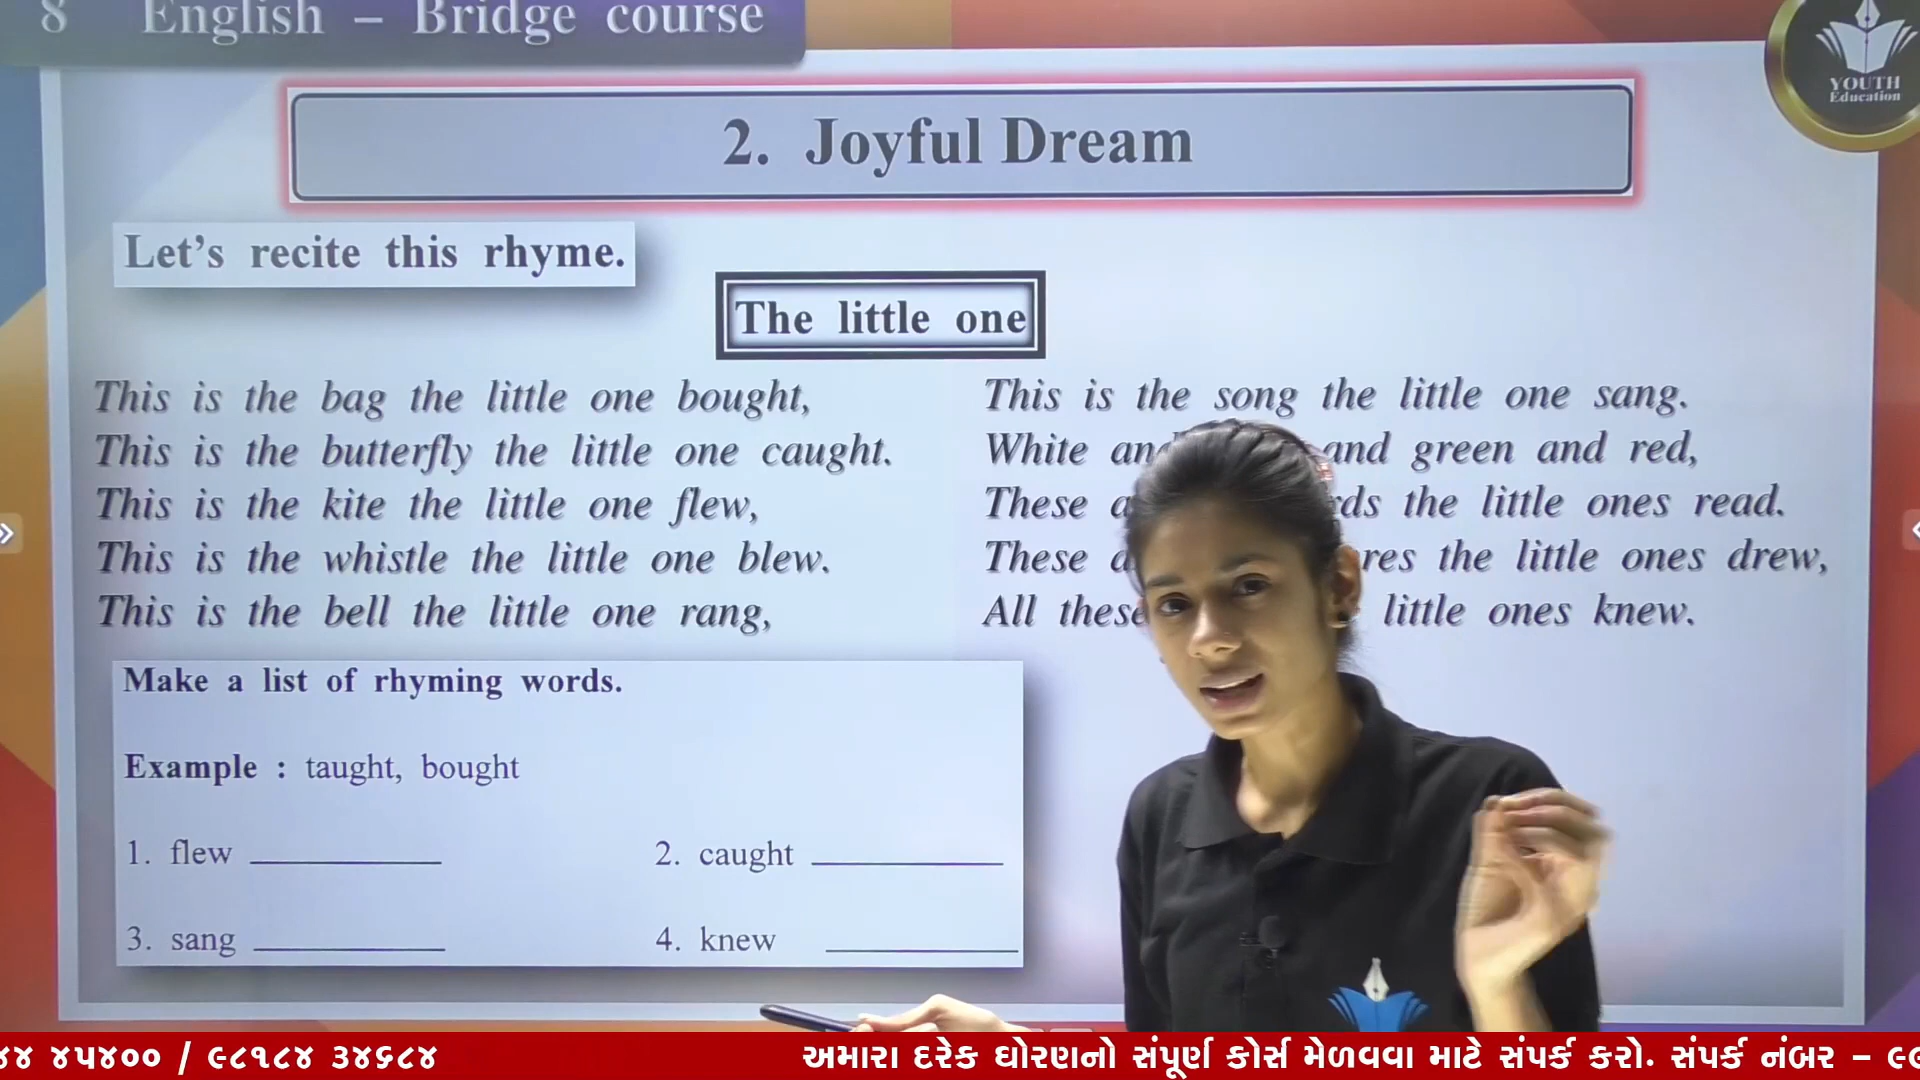 8 English – Bridge course
YOUTH
Education
2. Joyful Dream
Let’s recite this rhyme.
The little one
This is the bag the little one bought,
This is the butterfly the little one caught.
This is the kite the little one flew,
This is the whistle the little one blew.
This is the bell the little one rang,
This is the song the little one sang.
White and green and red,
These the little ones read.
These the little ones drew,
All these little ones knew.
Make a list of rhyming words.
Example : taught, bought
1. flew
2. caught
3. sang
4. knew
૪૪ ૪૫૪૦૦ / ૯૮૧૮૪ ૩૪૬૮૪ અમારા દરેક ધોરણનો સંપૂર્ણ કોર્સ મેળવવા માટે સંપર્ક કરો. સંપર્ક નંબર – ૯૯